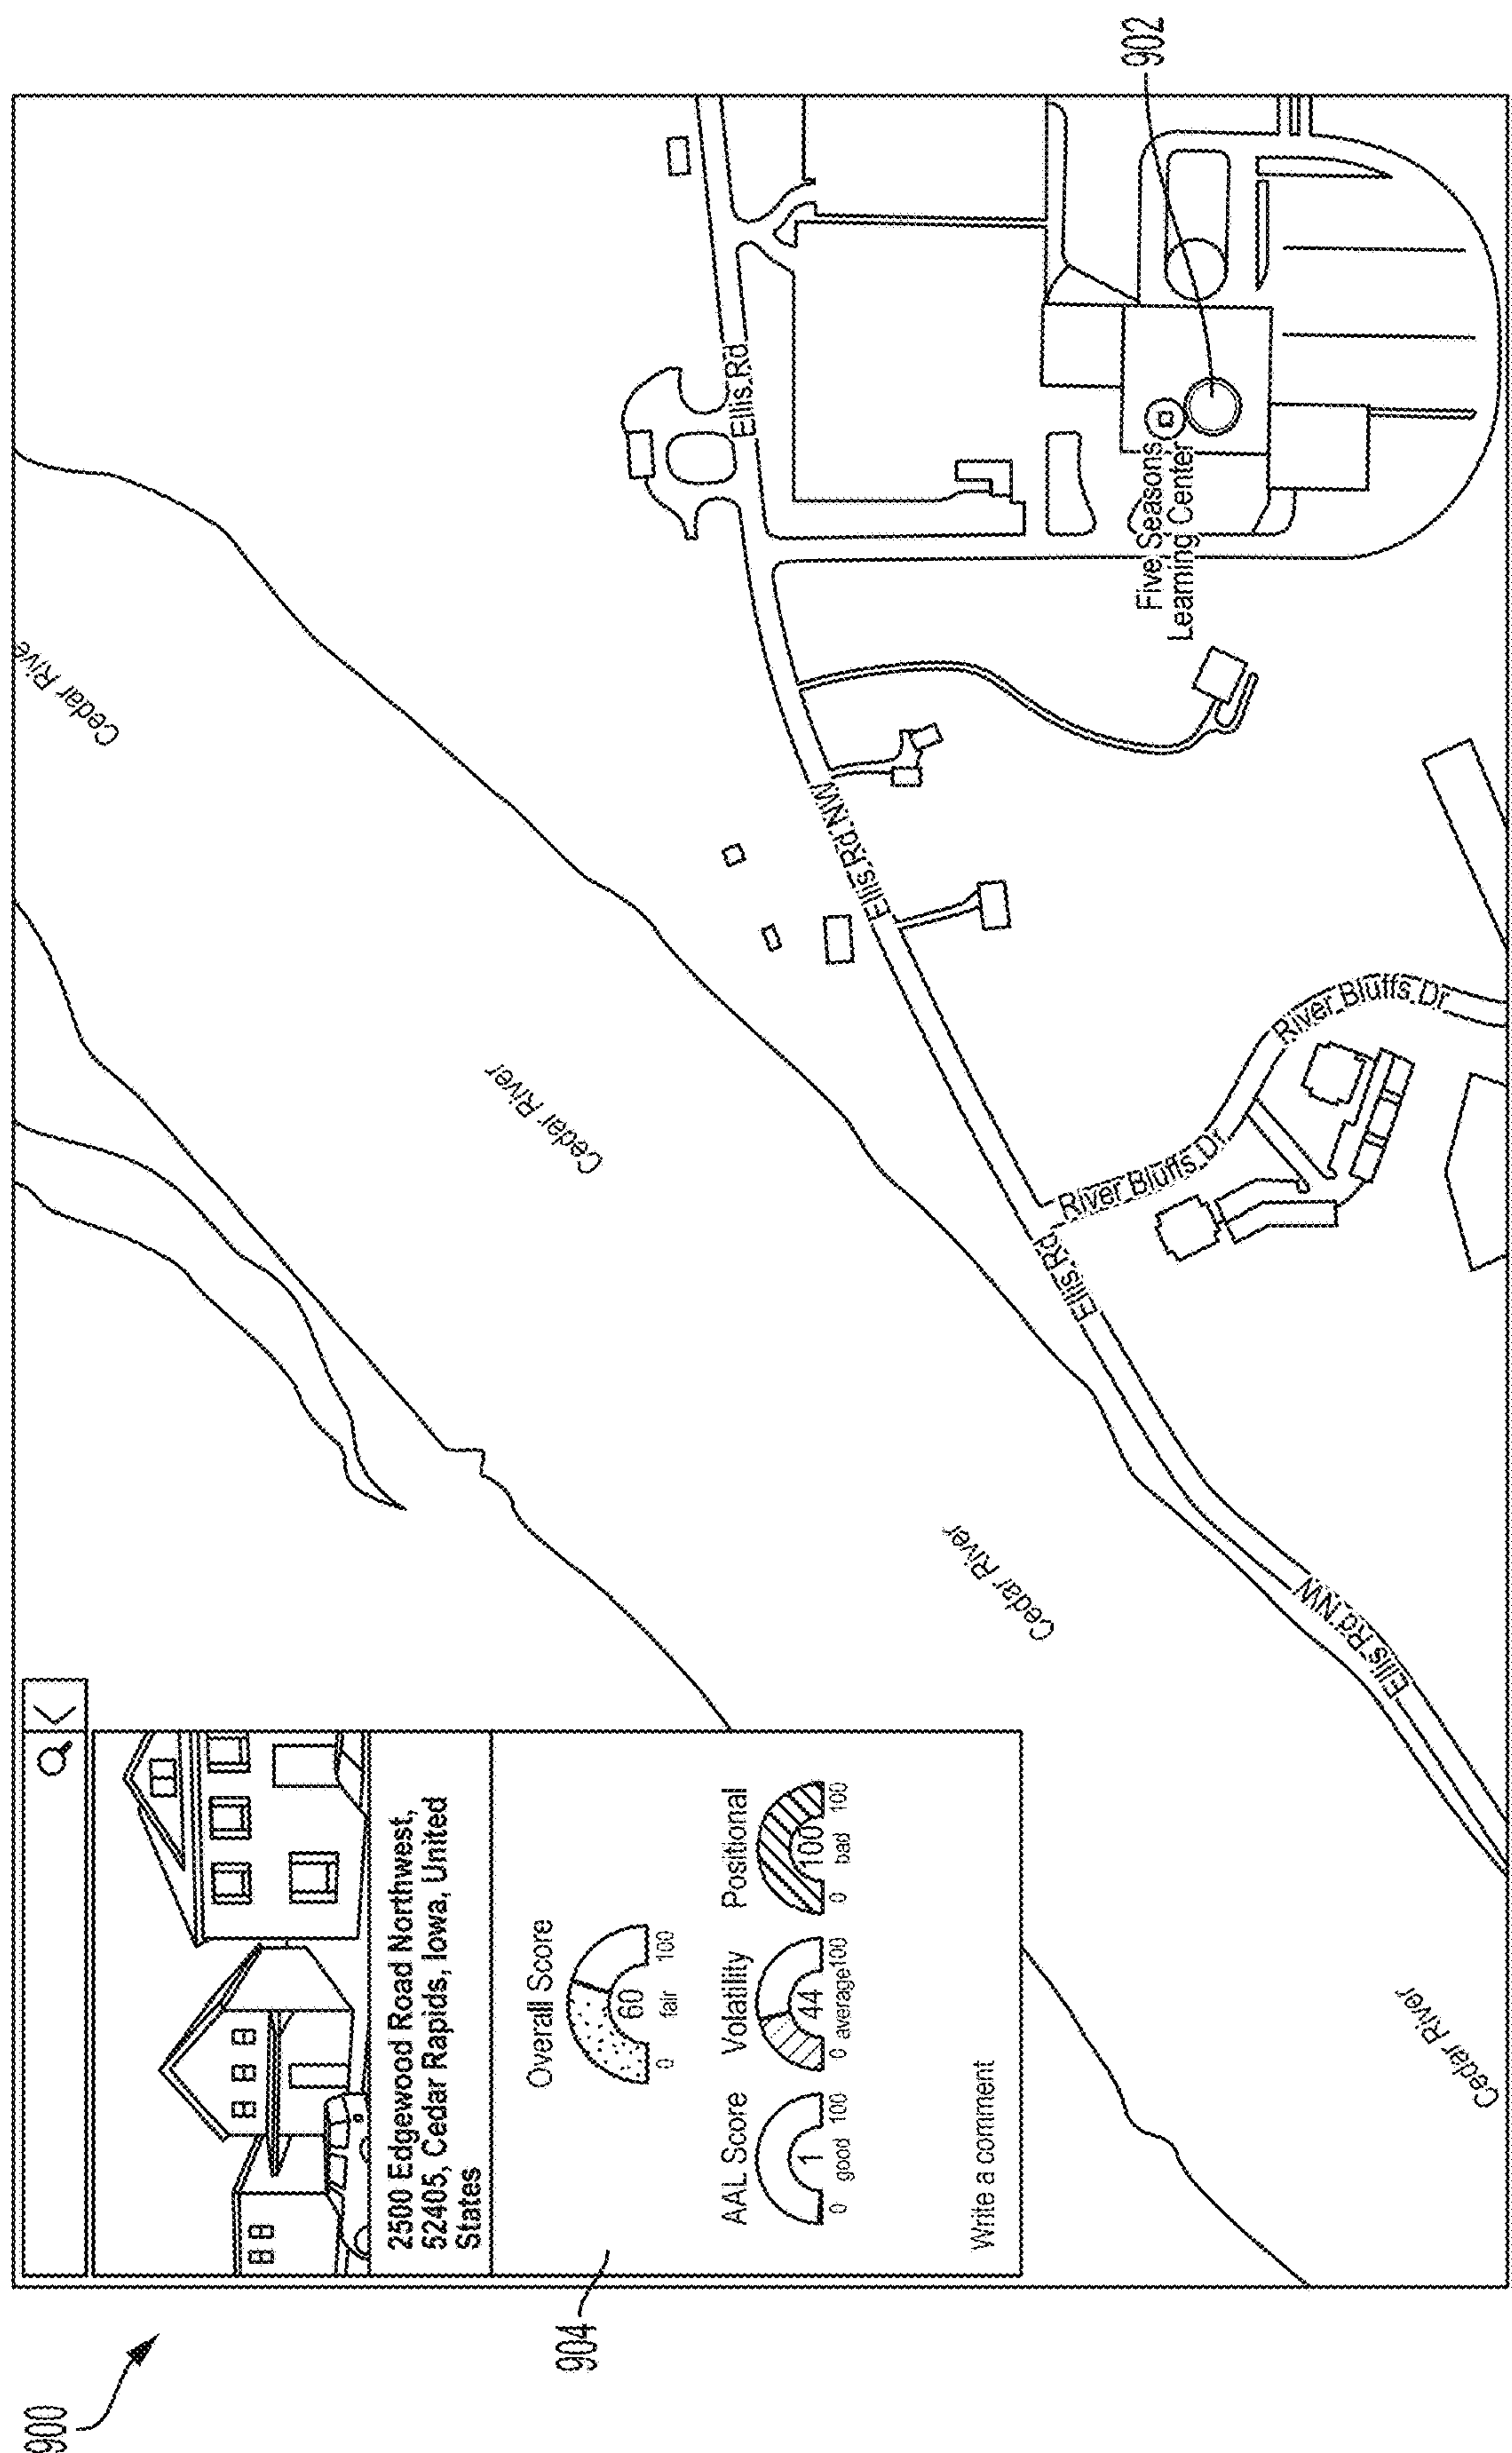 900
2500 Edgewood Road Northwest,
52405, Cedar Rapids, Iowa, United
States
Overall Score
60
0 fair 100
AAL Score
1
0 good 100
Volatility
44
0 average 100
Positional
100
0 bad 100
Write a comment
904
Cedar Rive
Cedar River
Cedar River
Cedar River
Ellis Rd
Ellis Rd NW
Ellis Rd
Ellis Rd NW
River Bluffs Dr
River Bluffs Dr
Five Seasons
Learning Center
902